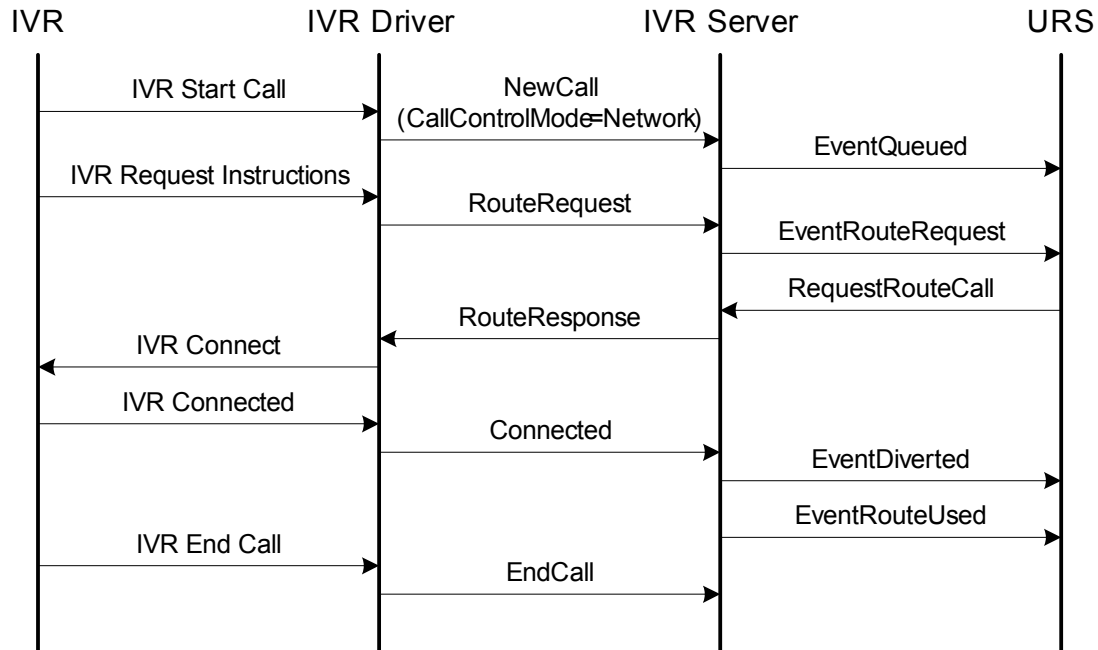 IVR
IVR Driver
IVR Server
URS
IVR Start Call
NewCall
(CallControlMode=Network)
EventQueued
IVR Request Instructions
RouteRequest
EventRouteRequest
RequestRouteCall
RouteResponse
IVR Connect
IVR Connected
Connected
EventDiverted
EventRouteUsed
IVR End Call
EndCall